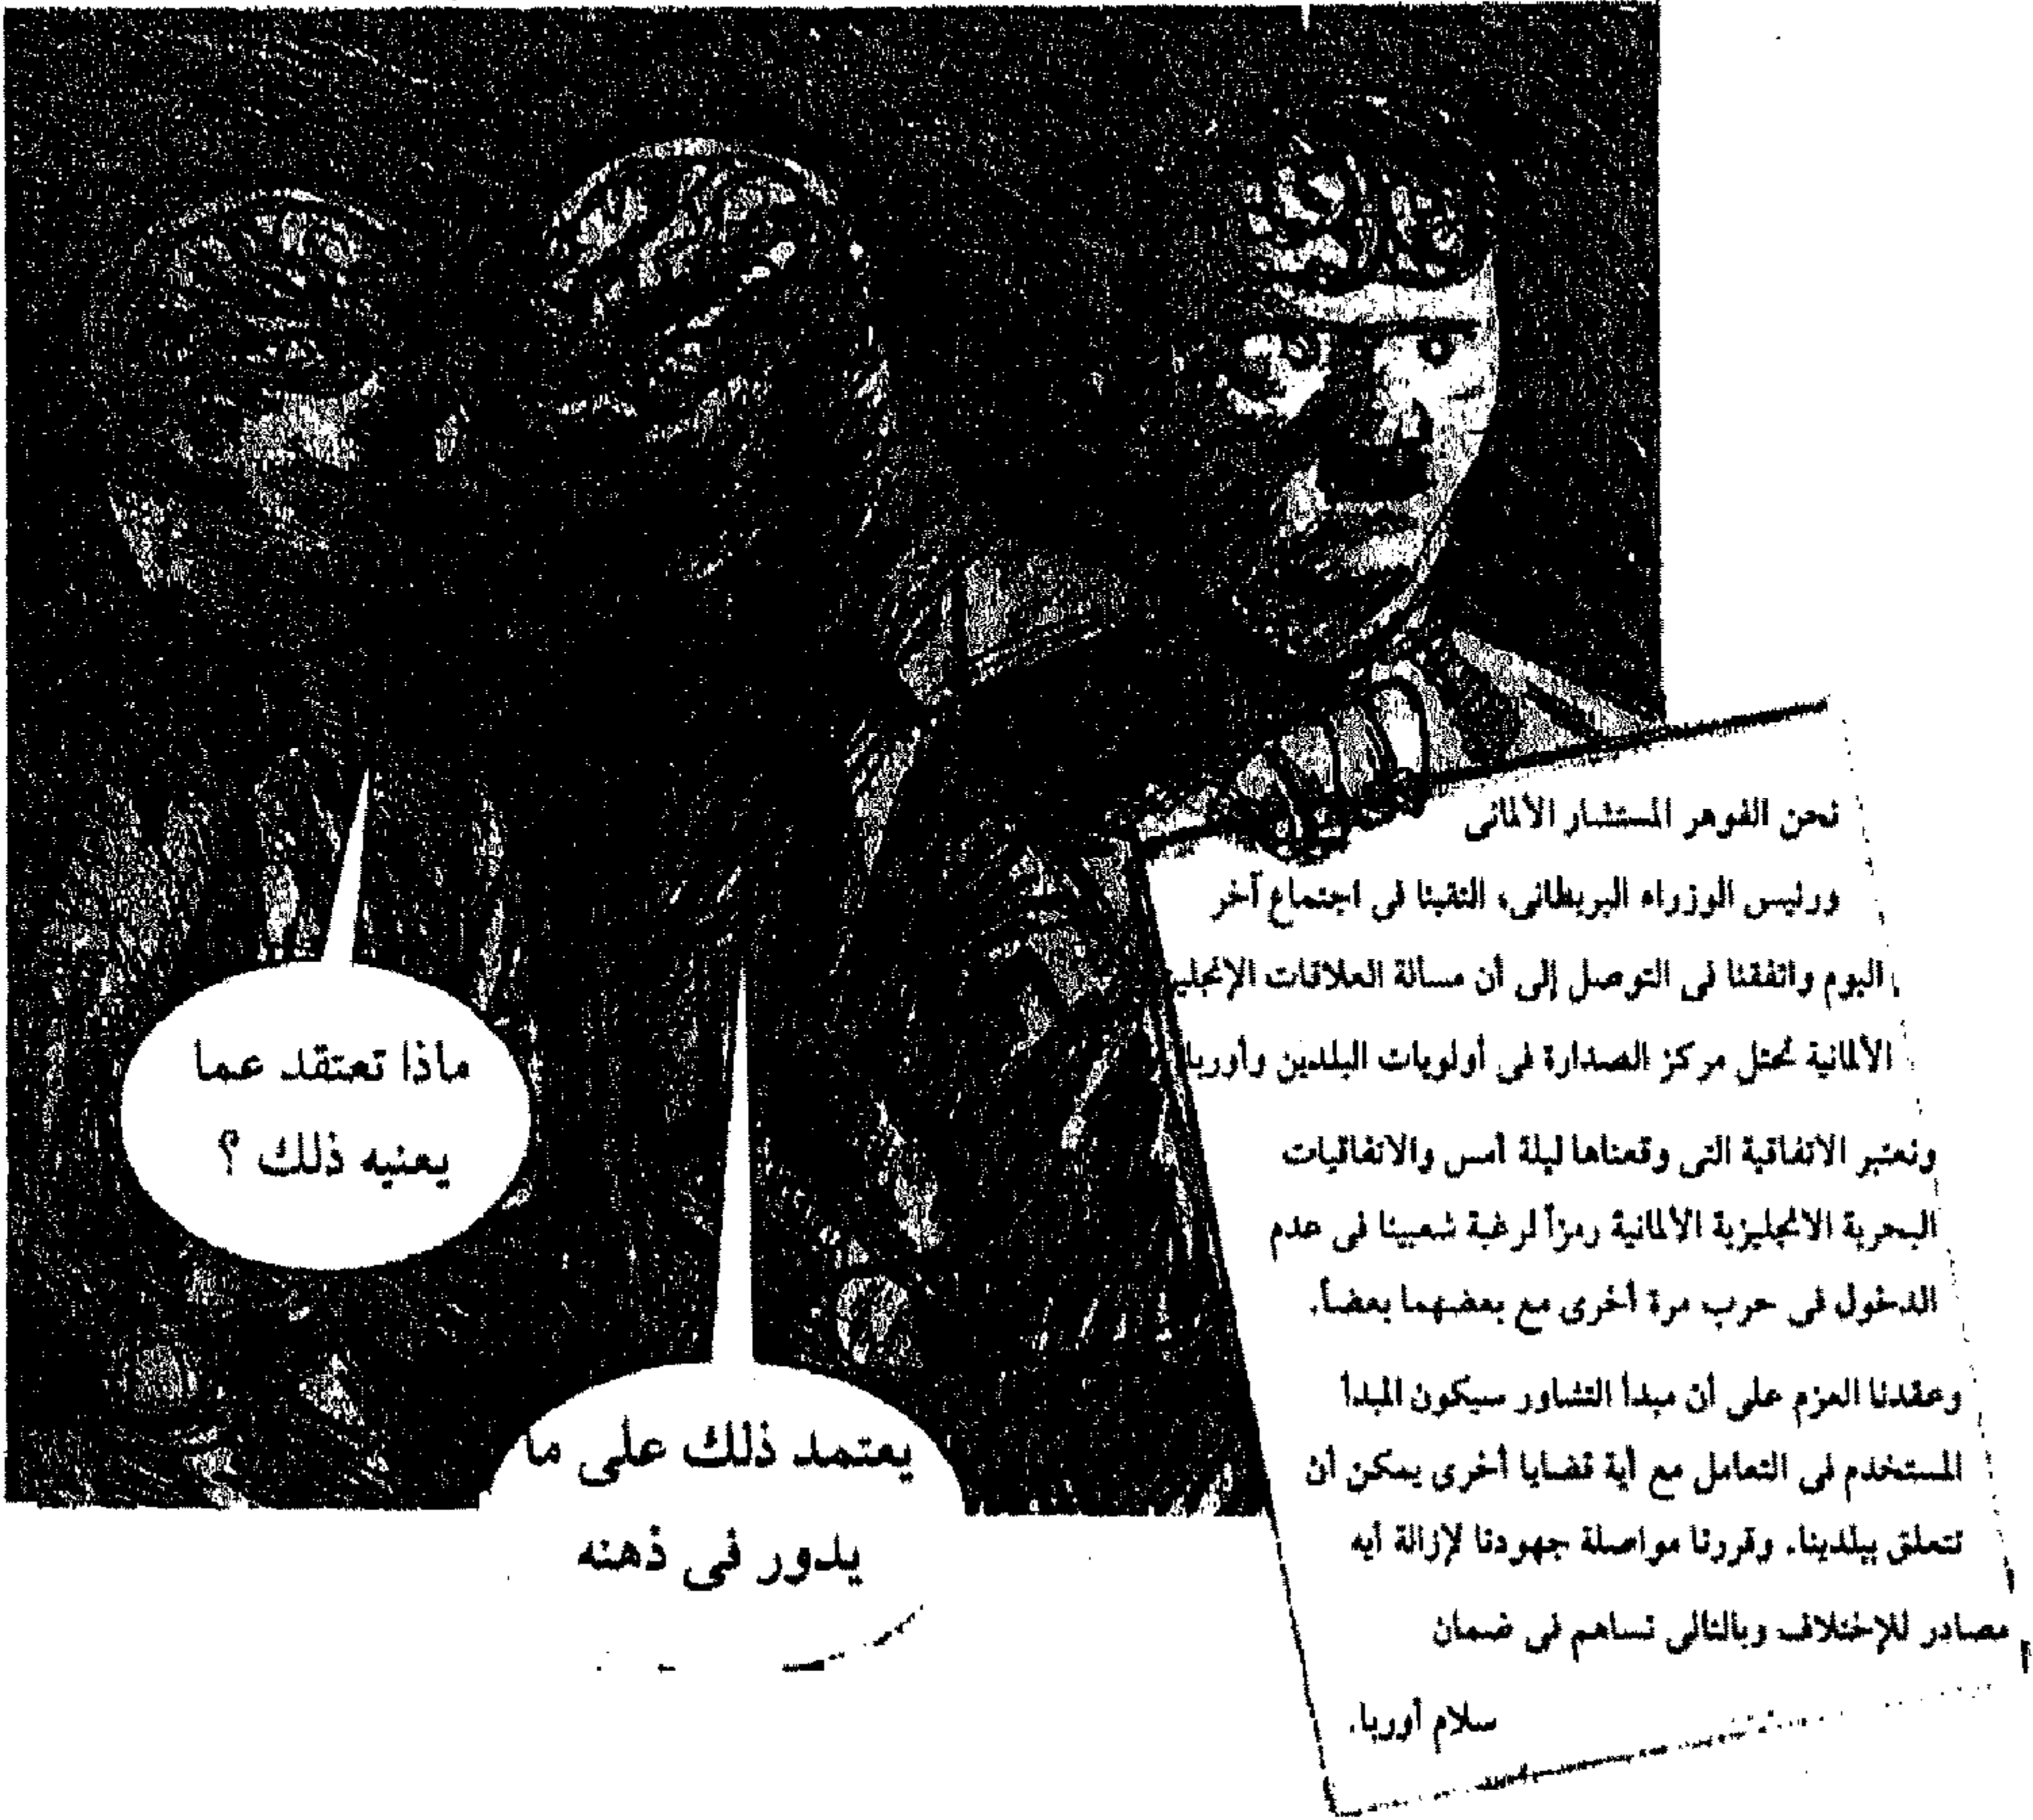 نحن الفوهر المستشار الألمانى
ورئيس الوزراء البريطانى، التقينا فى اجتماع آخر
اليوم واتفقنا فى التوصل إلى أن مسألة العلاقات الإنجليز
الألمانية تحتل مركز الصدارة فى أولويات البلدين وأوربا
ونعتبر الاتفاقية التى وقعناها ليلة أمس والاتفاقيات
البحرية الانجليزية الألمانية رمزاً لرغبة شعبينا فى عدم
الدخول فى حرب مرة أخرى مع بعضهما بعضاً.
وعقدنا العزم على أن مبدأ التشاور سيكون المبدأ
المستخدم فى التعامل مع أية قضايا أخرى يمكن أن
تتعلق ببلدينا. وقررنا مواصلة جهودنا لإزالة أيه
مصادر للإختلاف وبالتالى تساهم فى ضمان
سلام أوربا.
ماذا تعتقد عما
يعنيه ذلك ؟
يعتمد ذلك على ما
يدور فى ذهنه